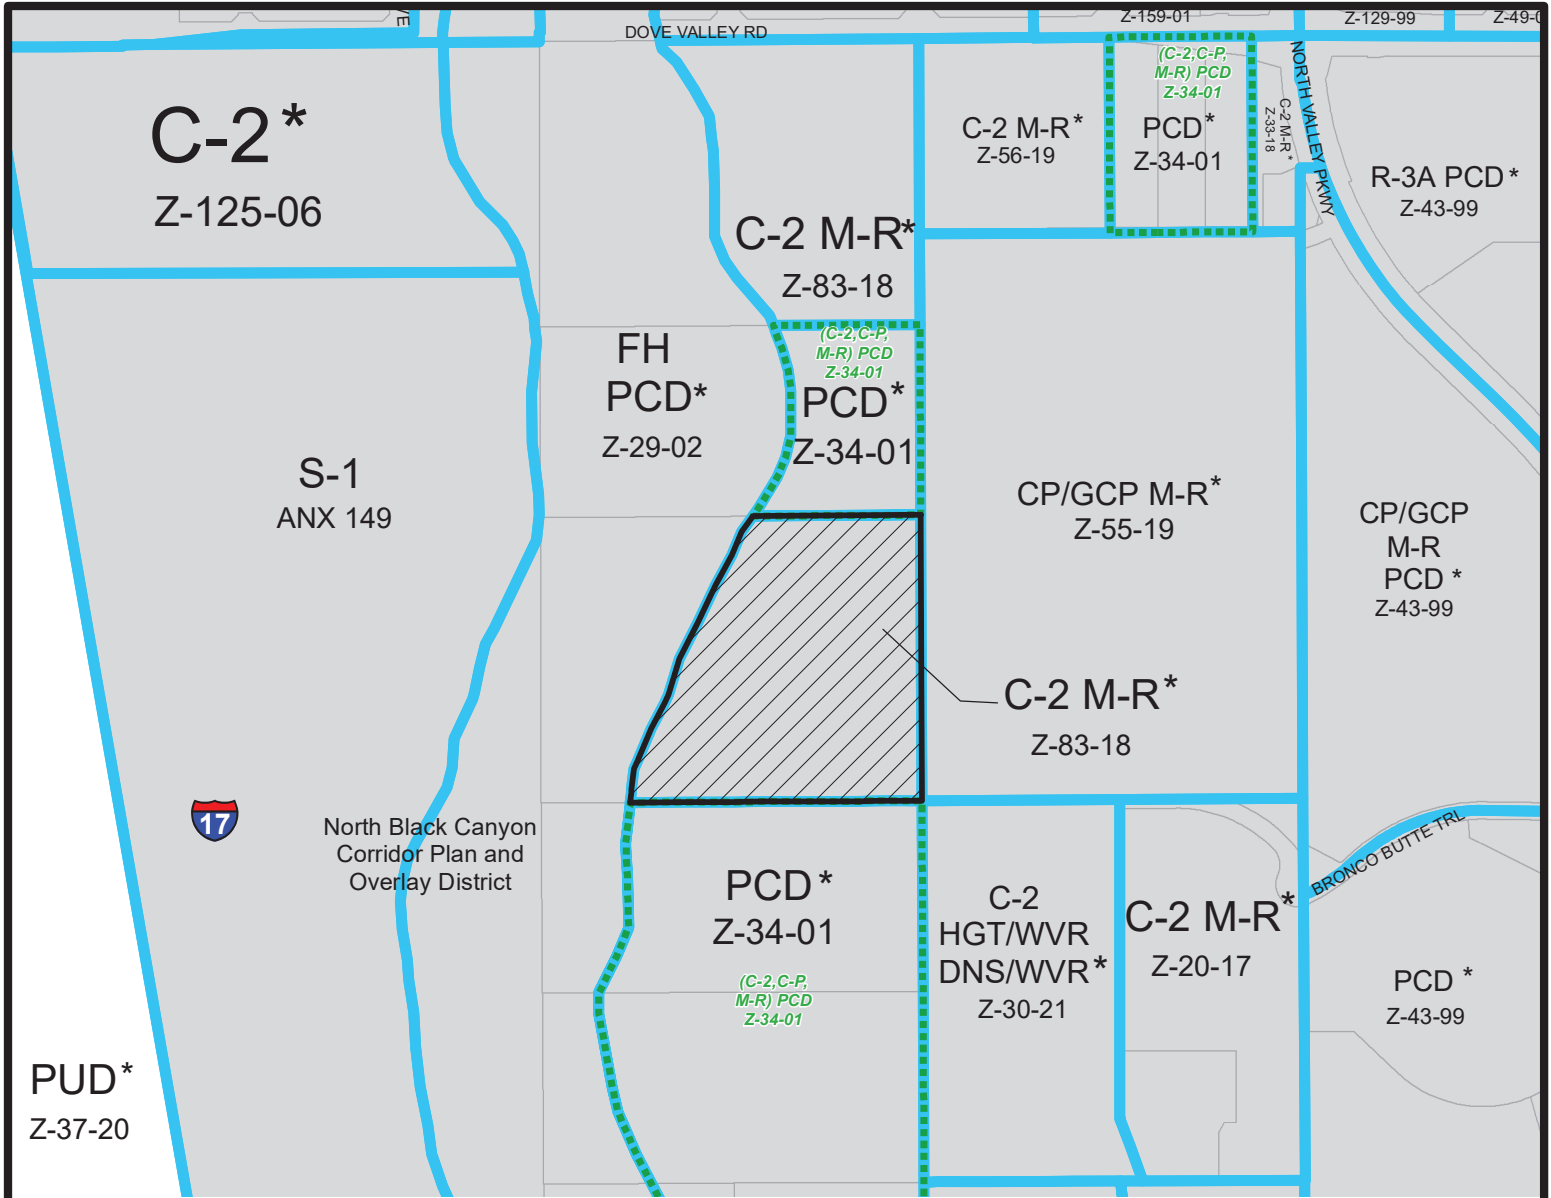 VE
Z-159-01
Z-129-99
DOVE VALLEY RD
C-2*
Z-125-06
(C-2,C-P,
M-R) PCD
Z-34-01
PCD*
Z-34-01
C-2 M-R*
Z-56-19
C-2 M-R*
Z-33-18
NORTH VALLEY PKWY
R-3A PCD*
Z-43-99
C-2 M-R*
Z-83-18
FH
PCD*
Z-29-02
(C-2,C-P,
M-R) PCD
Z-34-01
PCD*
Z-34-01
S-1
ANX 149
CP/GCP M-R*
Z-55-19
CP/GCP
M-R
PCD *
Z-43-99
C-2 M-R*
Z-83-18
17
North Black Canyon
Corridor Plan and
Overlay District
BRONCO BUTTE TRL
PCD*
Z-34-01
(C-2,C-P,
M-R) PCD
Z-34-01
C-2
HGT/WVR
DNS/WVR*
Z-30-21
C-2 M-R*
Z-20-17
PCD *
Z-43-99
PUD*
Z-37-20